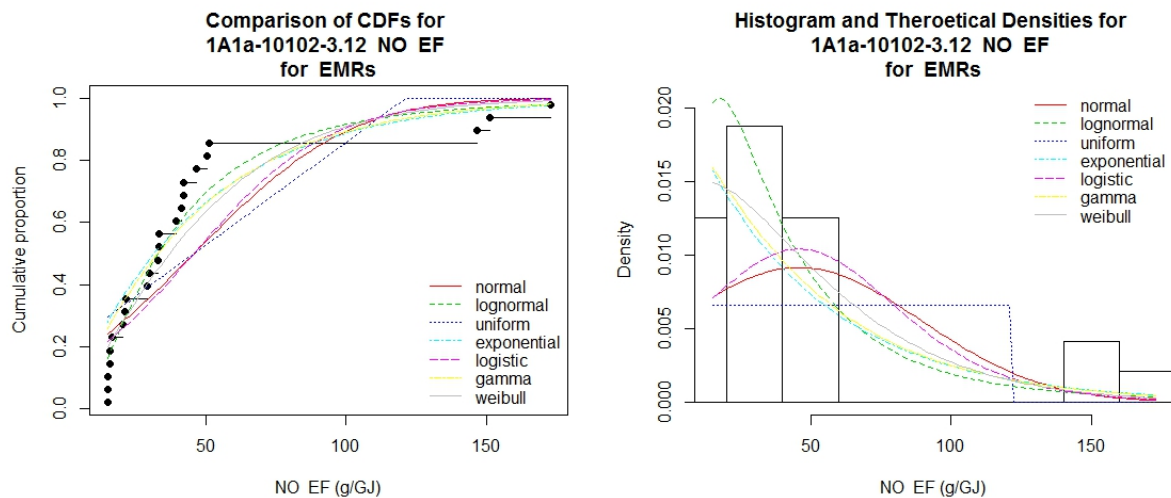 Comparison of CDFs for
1A1a-10102-3.12 NO EF
for EMRs
Cumulative proportion
1.0
0.8
0.6
0.4
0.2
0.0
50
100
150
NO EF (g/GJ)
normal
lognormal
uniform
exponential
logistic
gamma
weibull
Histogram and Theroetical Densities for
1A1a-10102-3.12 NO EF
for EMRs
Density
0.020
0.015
0.010
0.005
0.000
50
100
150
NO EF (g/GJ)
normal
lognormal
uniform
exponential
logistic
gamma
weibull